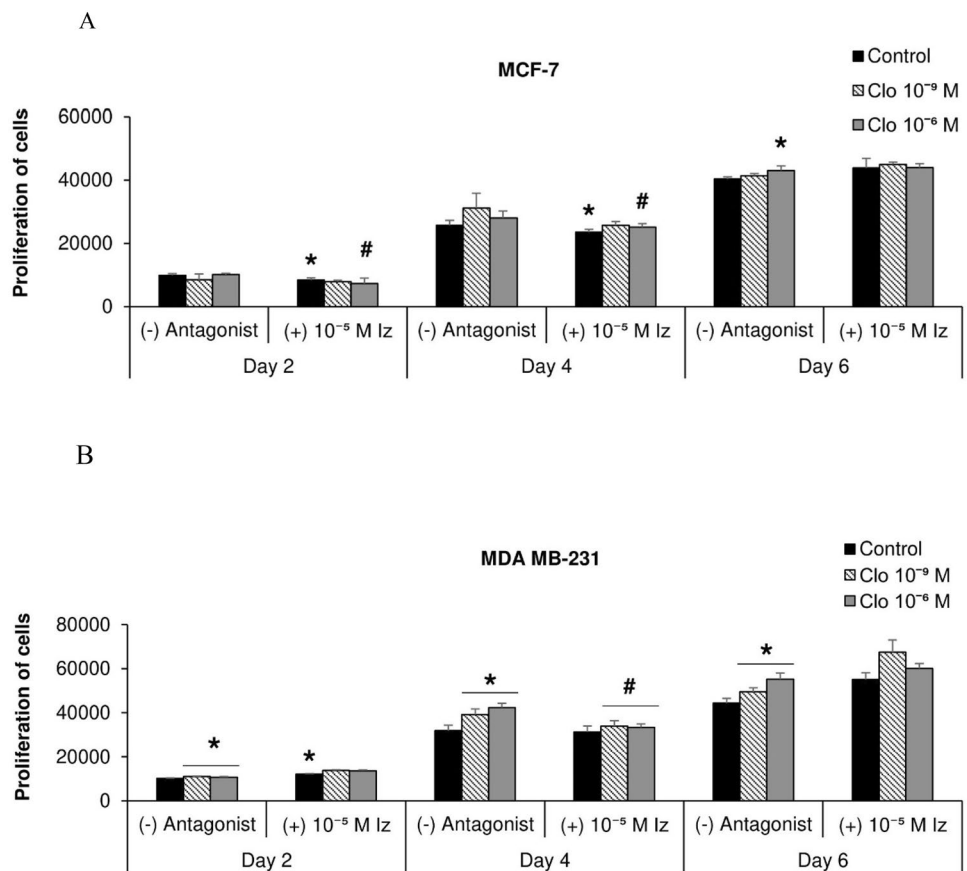 A
MCF-7
Control
Clo 10⁻⁹ M
Clo 10⁻⁶ M
Proliferation of cells
60000
40000
20000
0
* # * # *
(-) Antagonist (+) 10⁻⁵ M Iz (-) Antagonist (+) 10⁻⁵ M Iz (-) Antagonist (+) 10⁻⁵ M Iz
Day 2 Day 4 Day 6
B
MDA MB-231
Control
Clo 10⁻⁹ M
Clo 10⁻⁶ M
Proliferation of cells
80000
60000
40000
20000
0
* * * # *
(-) Antagonist (+) 10⁻⁵ M Iz (-) Antagonist (+) 10⁻⁵ M Iz (-) Antagonist (+) 10⁻⁵ M Iz
Day 2 Day 4 Day 6